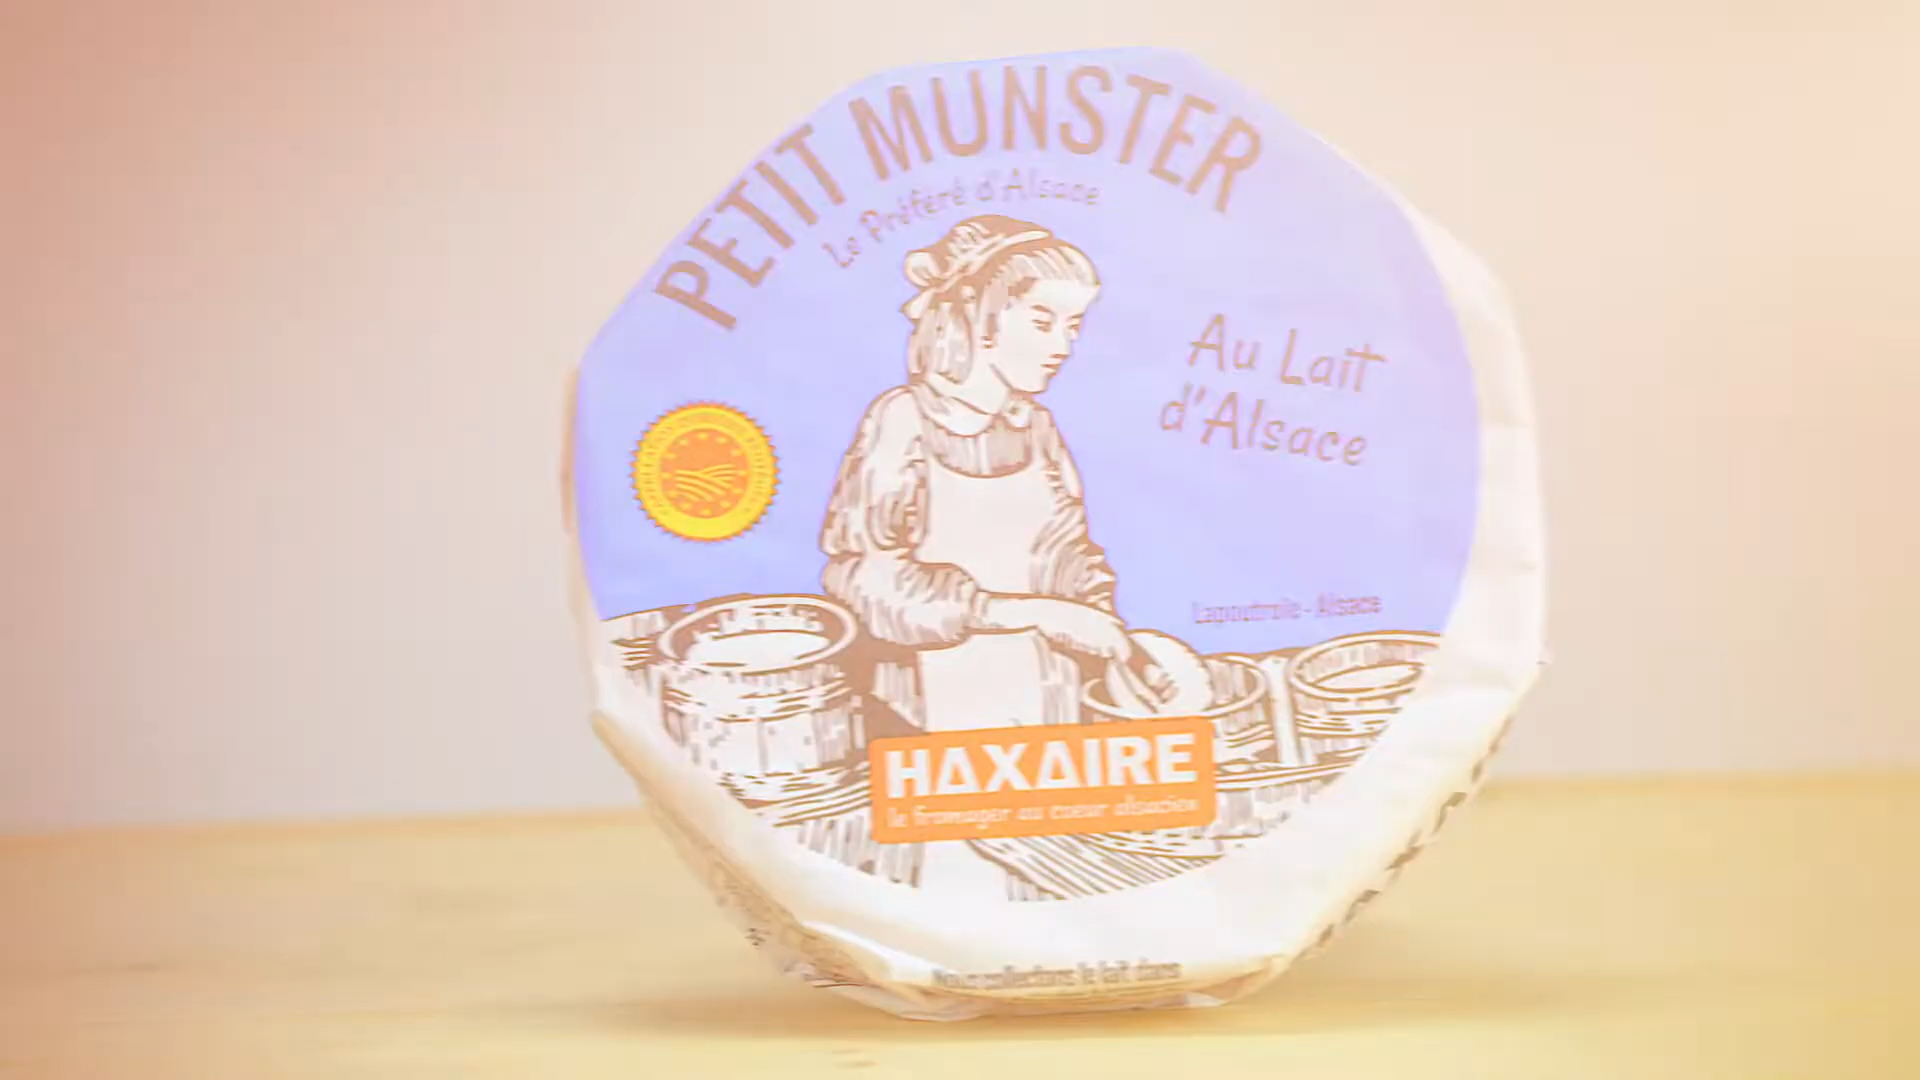 PETIT MUNSTER
Le Préféré d'Alsace
Au Lait
d'Alsace
Lapoutroie - Alsace
HAXAIRE
le fromager au coeur alsacien
Nous collectons le lait dans